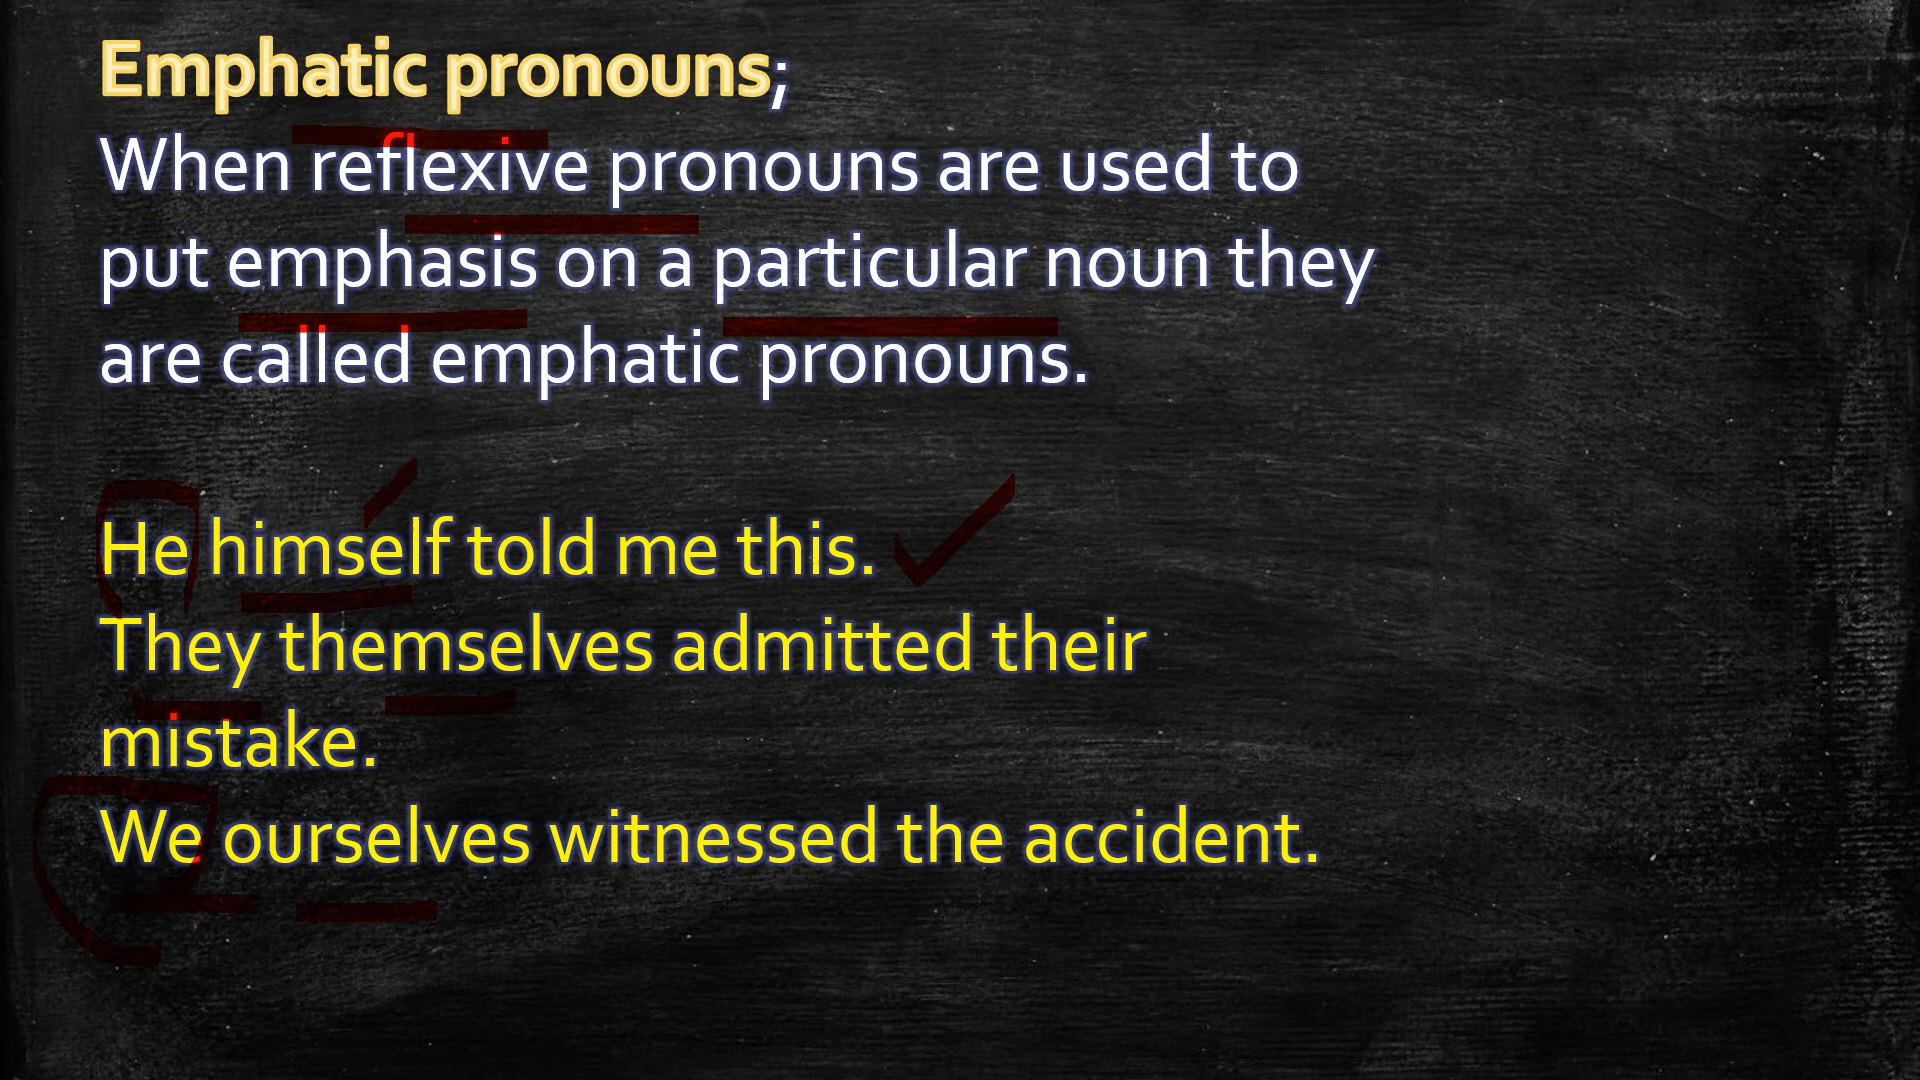 Emphatic pronouns;
When reflexive pronouns are used to
put emphasis on a particular noun they
are called emphatic pronouns.
He himself told me this.
They themselves admitted their
mistake.
We ourselves witnessed the accident.